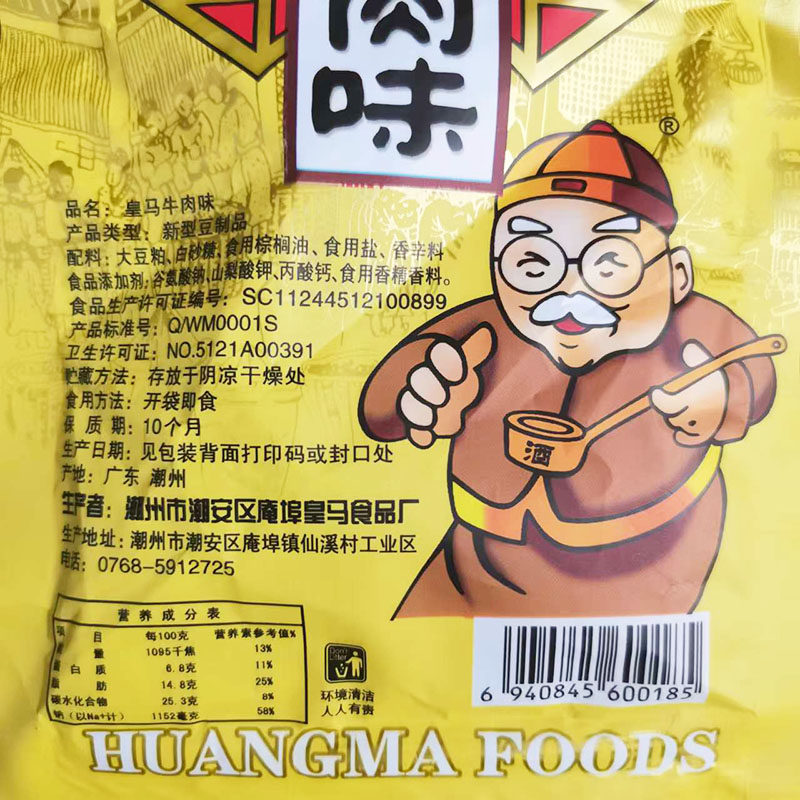 肉
味
®
品名：皇马牛肉味
产品类型：新型豆制品
配料：大豆粕、白砂糖、食用棕榈油、食用盐、香辛料
食品添加剂：谷氨酸钠、山梨酸钾、丙酸钙、食用香精香料。
食品生产许可证编号：SC11244512100899
产品标准号：Q/WM0001S
卫生许可证：NO.5121A00391
贮藏方法：存放于阴凉干燥处
食用方法：开袋即食
保质期：10个月
生产日期：见包装背面打印码或封口处
产地：广东 潮州
生产者：潮州市潮安区庵埠皇马食品厂
生产地址：潮州市潮安区庵埠镇仙溪村工业区
电话：0768-5912725
酒
营养成分表
项目 每100克 营养素参考值%
能量 1095千焦 13%
蛋白质 6.8克 11%
脂肪 14.8克 25%
碳水化合物 25.3克 8%
钠（以Na+计） 1152毫克 58%
Don't Litter
环境清洁
人人有责
6 940845 600185
HUANGMA FOODS